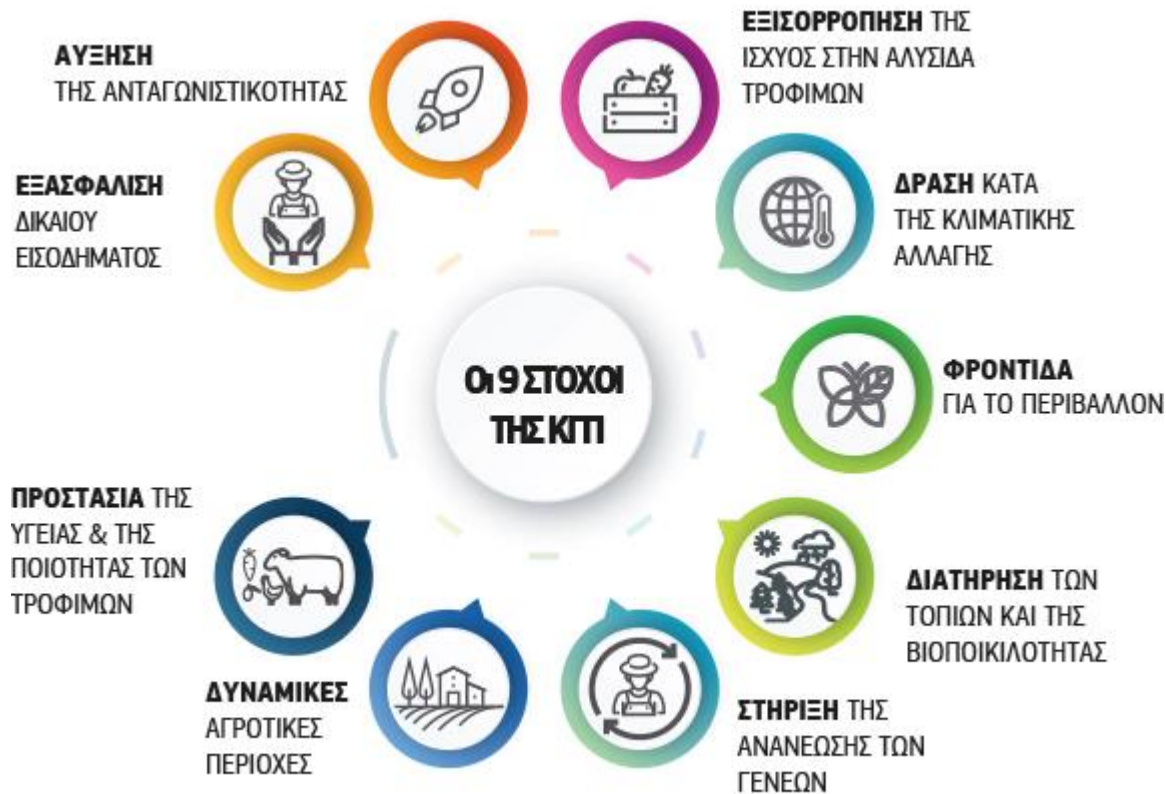 ΑΥΞΗΣΗ
ΤΗΣ ΑΝΤΑΓΩΝΙΣΤΙΚΟΤΗΤΑΣ
ΕΞΙΣΟΡΡΟΠΗΣΗ ΤΗΣ
ΙΣΧΥΟΣ ΣΤΗΝ ΑΛΥΣΙΔΑ
ΤΡΟΦΙΜΩΝ
ΕΞΑΣΦΑΛΙΣΗ
ΔΙΚΑΙΟΥ
ΕΙΣΟΔΗΜΑΤΟΣ
ΔΡΑΣΗ ΚΑΤΑ
ΤΗΣ ΚΛΙΜΑΤΙΚΗΣ
ΑΛΛΑΓΗΣ
Οι 9 ΣΤΟΧΟΙ
ΤΗΣ ΚΓΠ
ΦΡΟΝΤΙΔΑ
ΓΙΑ ΤΟ ΠΕΡΙΒΑΛΛΟΝ
ΠΡΟΣΤΑΣΙΑ ΤΗΣ
ΥΓΕΙΑΣ & ΤΗΣ
ΠΟΙΟΤΗΤΑΣ ΤΩΝ
ΤΡΟΦΙΜΩΝ
ΔΙΑΤΗΡΗΣΗ ΤΩΝ
ΤΟΠΙΩΝ ΚΑΙ ΤΗΣ
ΒΙΟΠΟΙΚΙΛΟΤΗΤΑΣ
ΔΥΝΑΜΙΚΕΣ
ΑΓΡΟΤΙΚΕΣ
ΠΕΡΙΟΧΕΣ
ΣΤΗΡΙΞΗ ΤΗΣ
ΑΝΑΝΕΩΣΗΣ ΤΩΝ
ΓΕΝΕΩΝ